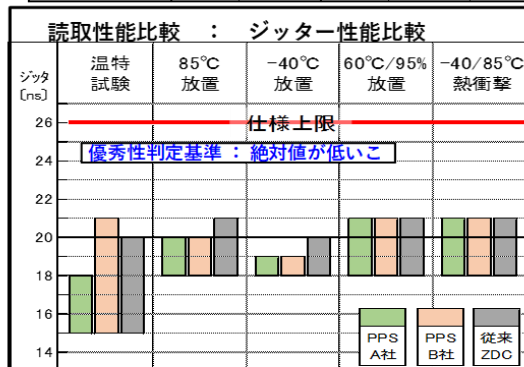 読取性能比較 ： ジッター性能比較
ジッタ
[ns]
温特
試験
85℃
放置
-40℃
放置
60℃/95%
放置
-40/85℃
熱衝撃
26
仕様上限
優秀性判定基準 ： 絶対値が低いこ
24
22
20
18
16
14
PPS
A社
PPS
B社
従来
ZDC